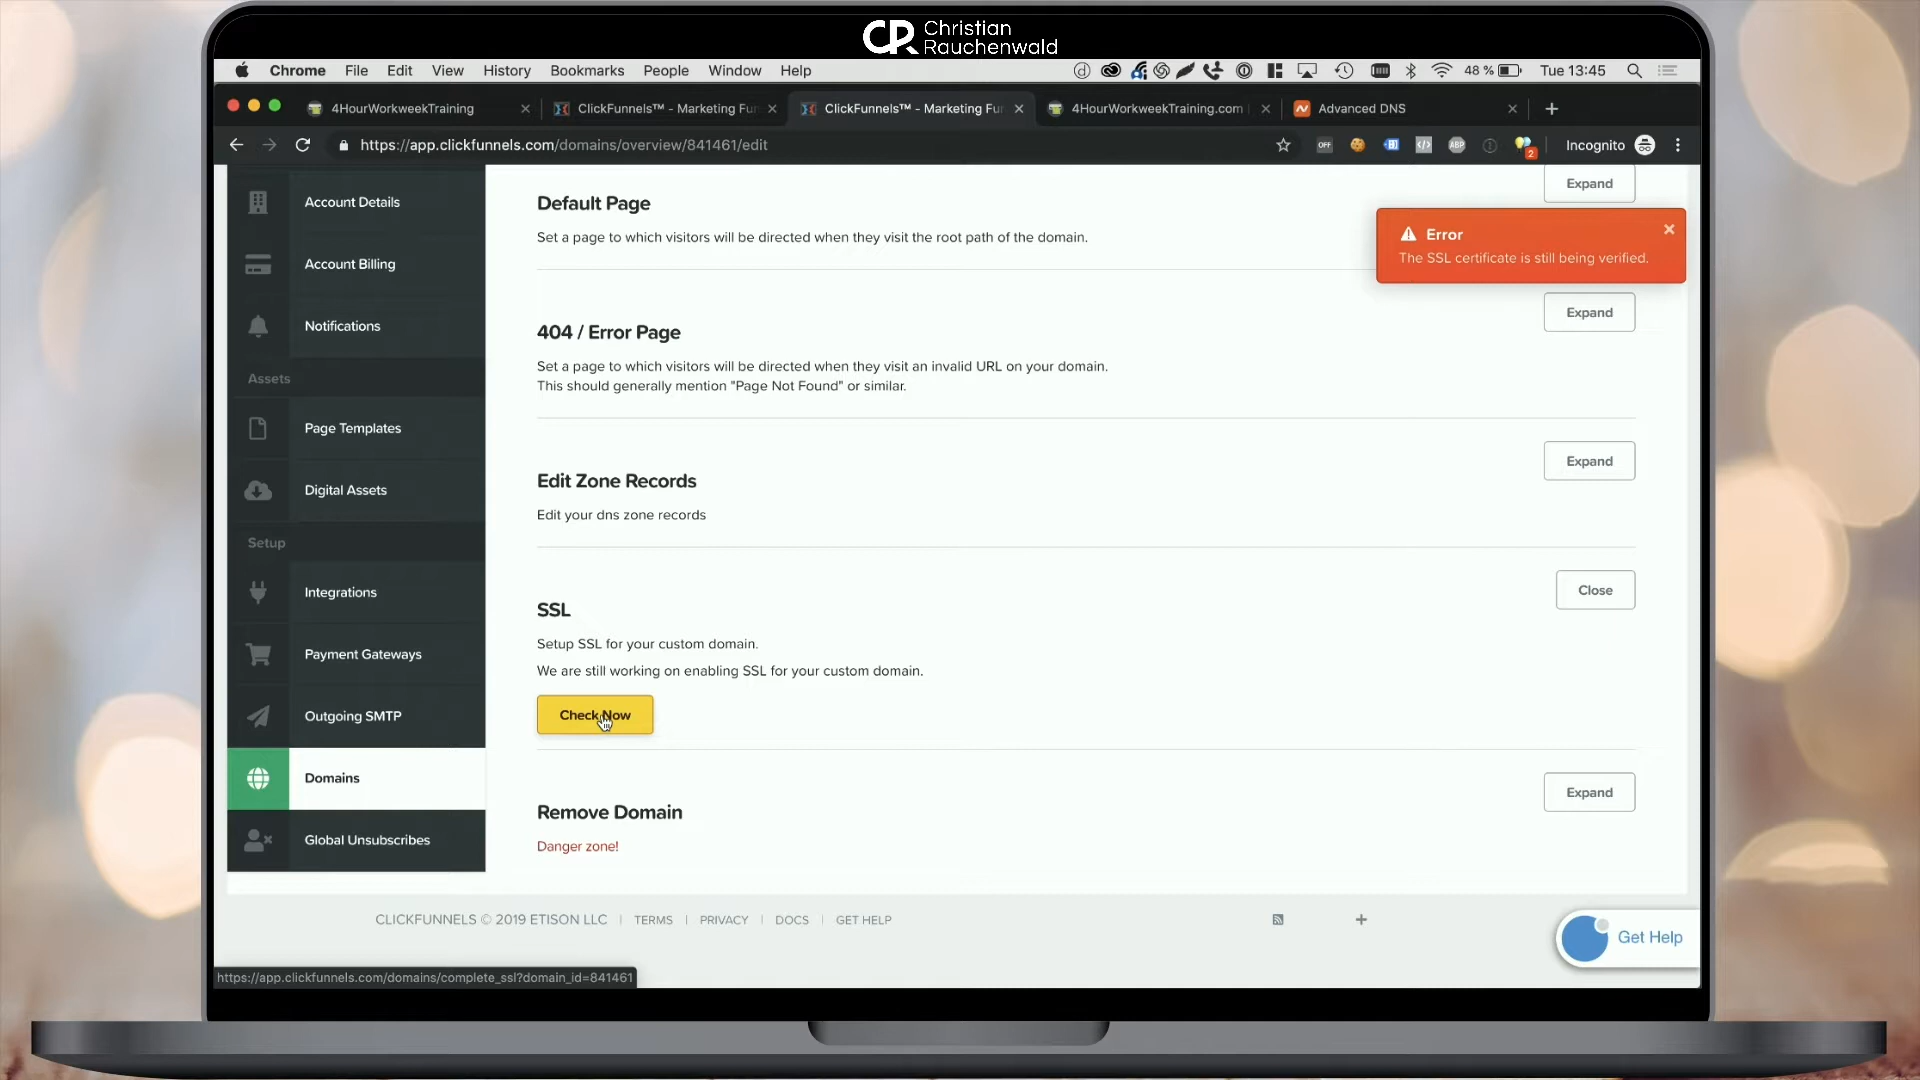 CR Christian
Rauchenwald
Chrome File Edit View History Bookmarks People Window Help 48 % Tue 13:45
4HourWorkweekTraining ClickFunnels™ - Marketing Fu ClickFunnels™ - Marketing Fu 4HourWorkweekTraining.com Advanced DNS
https://app.clickfunnels.com/domains/overview/841461/edit OFF ABP 2 Incognito
Account Details
Account Billing
Notifications
Assets
Page Templates
Digital Assets
Setup
Integrations
Payment Gateways
Outgoing SMTP
Domains
Global Unsubscribes
Default Page
Expand
Set a page to which visitors will be directed when they visit the root path of the domain.
Error
The SSL certificate is still being verified.
404 / Error Page
Expand
Set a page to which visitors will be directed when they visit an invalid URL on your domain.
This should generally mention "Page Not Found" or similar.
Edit Zone Records
Expand
Edit your dns zone records
SSL
Close
Setup SSL for your custom domain.
We are still working on enabling SSL for your custom domain.
Check Now
Remove Domain
Expand
Danger zone!
CLICKFUNNELS © 2019 ETISON LLC | TERMS | PRIVACY | DOCS | GET HELP
Get Help
https://app.clickfunnels.com/domains/complete_ssl?domain_id=841461